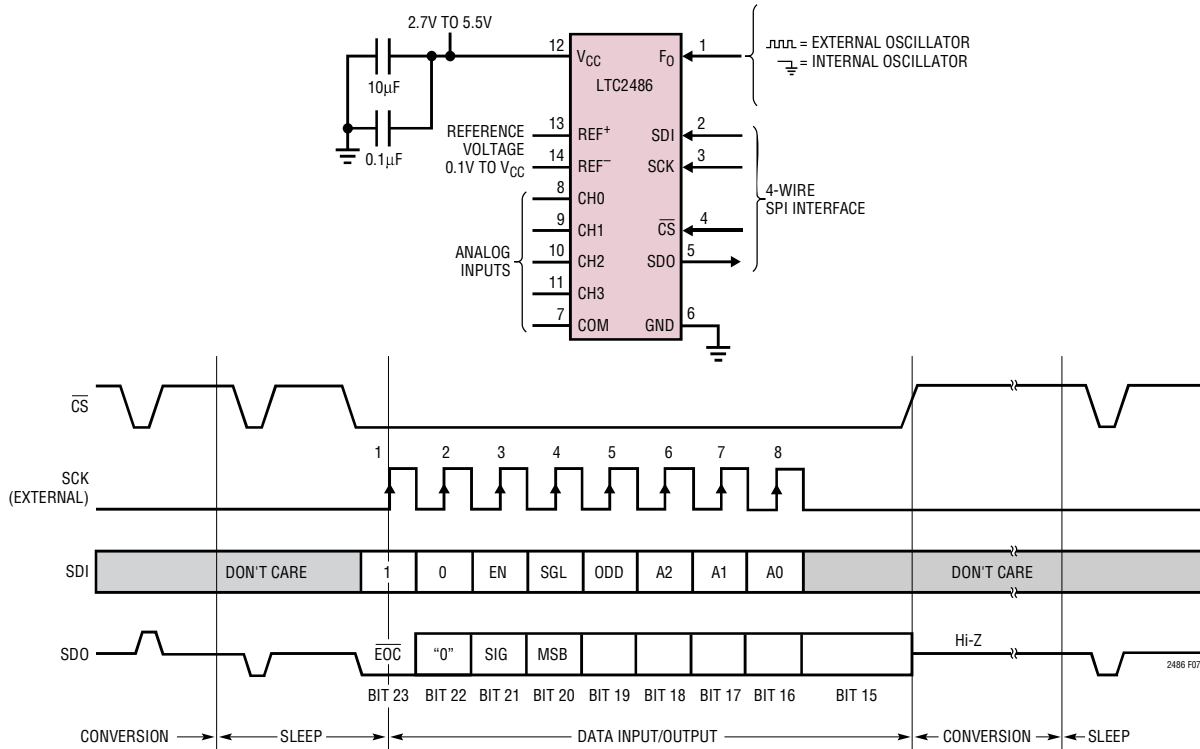 2.7V TO 5.5V
10µF
0.1µF
12
VCC
FO
1
LTC2486
= EXTERNAL OSCILLATOR
= INTERNAL OSCILLATOR
REFERENCE
VOLTAGE
0.1V TO VCC
13
REF+
SDI
2
14
REF–
SCK
3
8
CH0
4-WIRE
SPI INTERFACE
9
CH1
CS
4
ANALOG
INPUTS
10
CH2
SDO
5
11
CH3
7
COM
GND
6
CS
SCK
(EXTERNAL)
1 2 3 4 5 6 7 8
SDI
DON'T CARE 1 0 EN SGL ODD A2 A1 A0 DON'T CARE
SDO
EOC "0" SIG MSB Hi-Z
2486 F07
BIT 23 BIT 22 BIT 21 BIT 20 BIT 19 BIT 18 BIT 17 BIT 16 BIT 15
CONVERSION SLEEP DATA INPUT/OUTPUT CONVERSION SLEEP